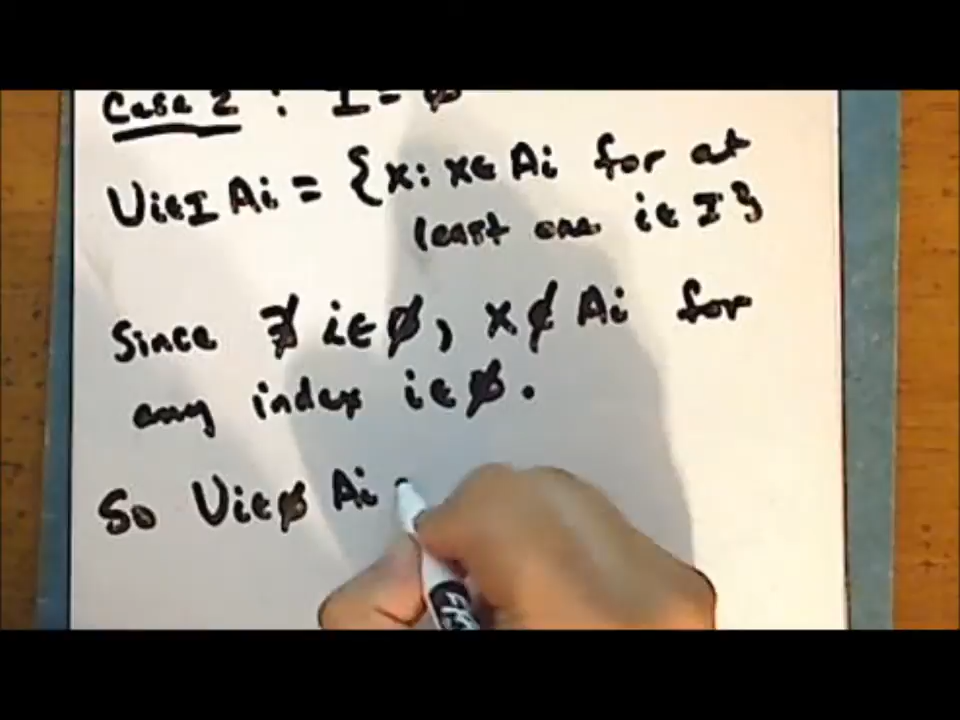 Case 2 : I = ∅
∪i∈I Ai = {x: x∈ Ai for at
least one i∈ I}
Since ∄ i∈∅, x∉ Ai for
any index i∈∅.
So ∪i∈∅ Ai